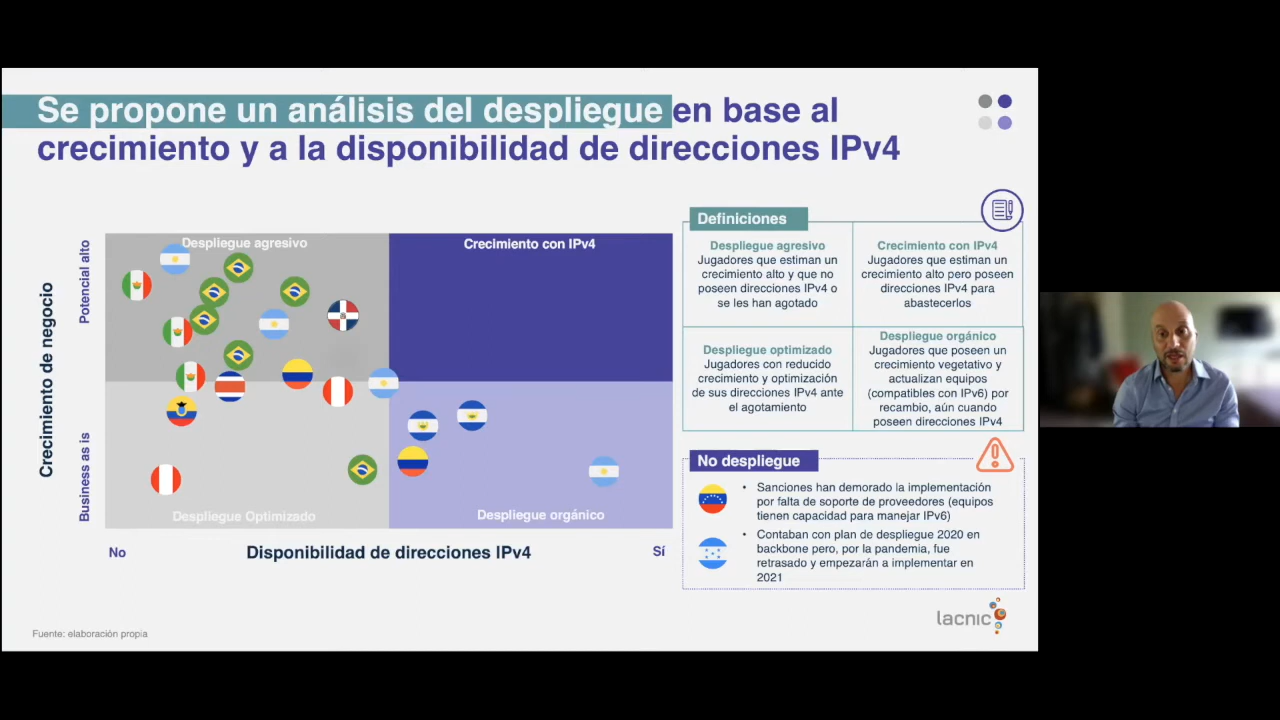 Se propone un análisis del despliegue en base al
crecimiento y a la disponibilidad de direcciones IPv4
Crecimiento de negocio
Potencial alto
Business as is
Despliegue agresivo
Crecimiento con IPv4
Despliegue Optimizado
Despliegue orgánico
No
Disponibilidad de direcciones IPv4
Sí
Definiciones
Despliegue agresivo
Jugadores que estiman un
crecimiento alto y que no
poseen direcciones IPv4 o
se les han agotado
Crecimiento con IPv4
Jugadores que estiman un
crecimiento alto pero poseen
direcciones IPv4 para
abastecerlos
Despliegue optimizado
Jugadores con reducido
crecimiento y optimización
de sus direcciones IPv4 ante
el agotamiento
Despliegue orgánico
Jugadores que poseen un
crecimiento vegetativo y
actualizan equipos
(compatibles con IPv6) por
recambio, aún cuando
poseen direcciones IPv4
No despliegue
• Sanciones han demorado la implementación
por falta de soporte de proveedores (equipos
tienen capacidad para manejar IPv6)
• Contaban con plan de despliegue 2020 en
backbone pero, por la pandemia, fue
retrasado y empezarán a implementar en
2021
lacnic
Fuente: elaboración propia